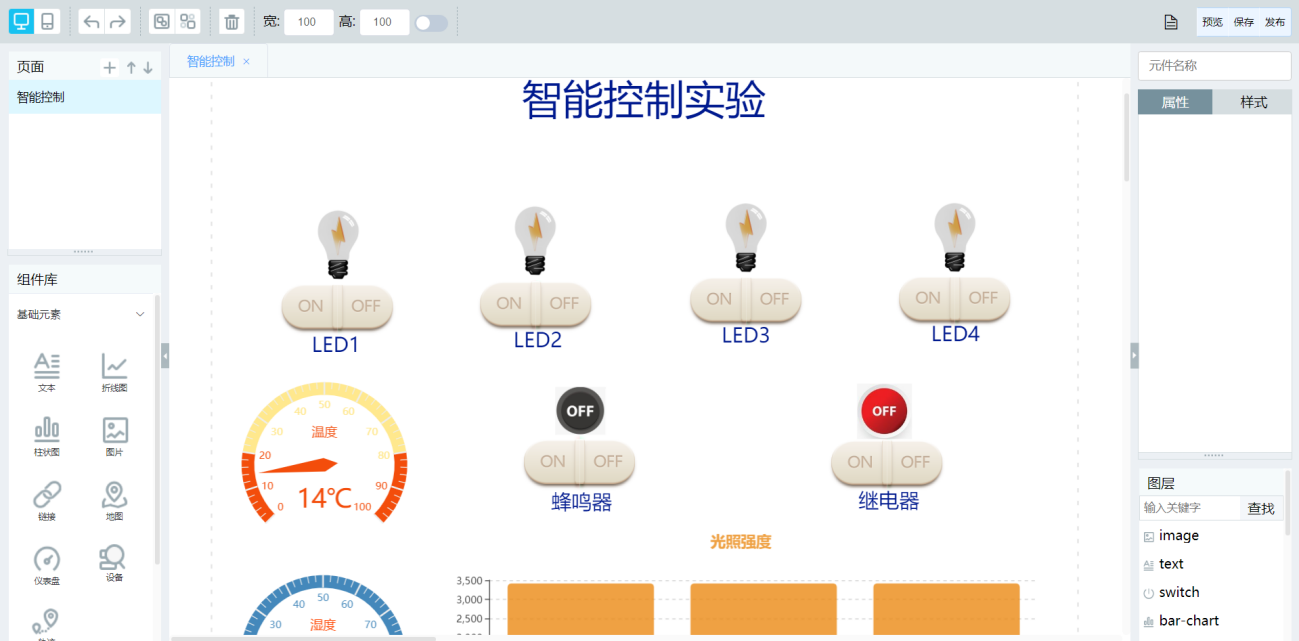 宽: 100 高: 100 预览 保存 发布
页面
智能控制
智能控制 ×
元件名称
属性 样式
智能控制实验
组件库
基础元素
文本 折线图
柱状图 图片
链接 地图
仪表盘 设备
ON OFF
LED1
ON OFF
LED2
ON OFF
LED3
ON OFF
LED4
0 10 20 30 40 50 60 70 80 90 100
温度
14℃
OFF
ON OFF
蜂鸣器
OFF
ON OFF
继电器
30 40 50 60 70
湿度
光照强度
3,500
3,000
2,500
图层
输入关键字 查找
image
text
switch
bar-chart